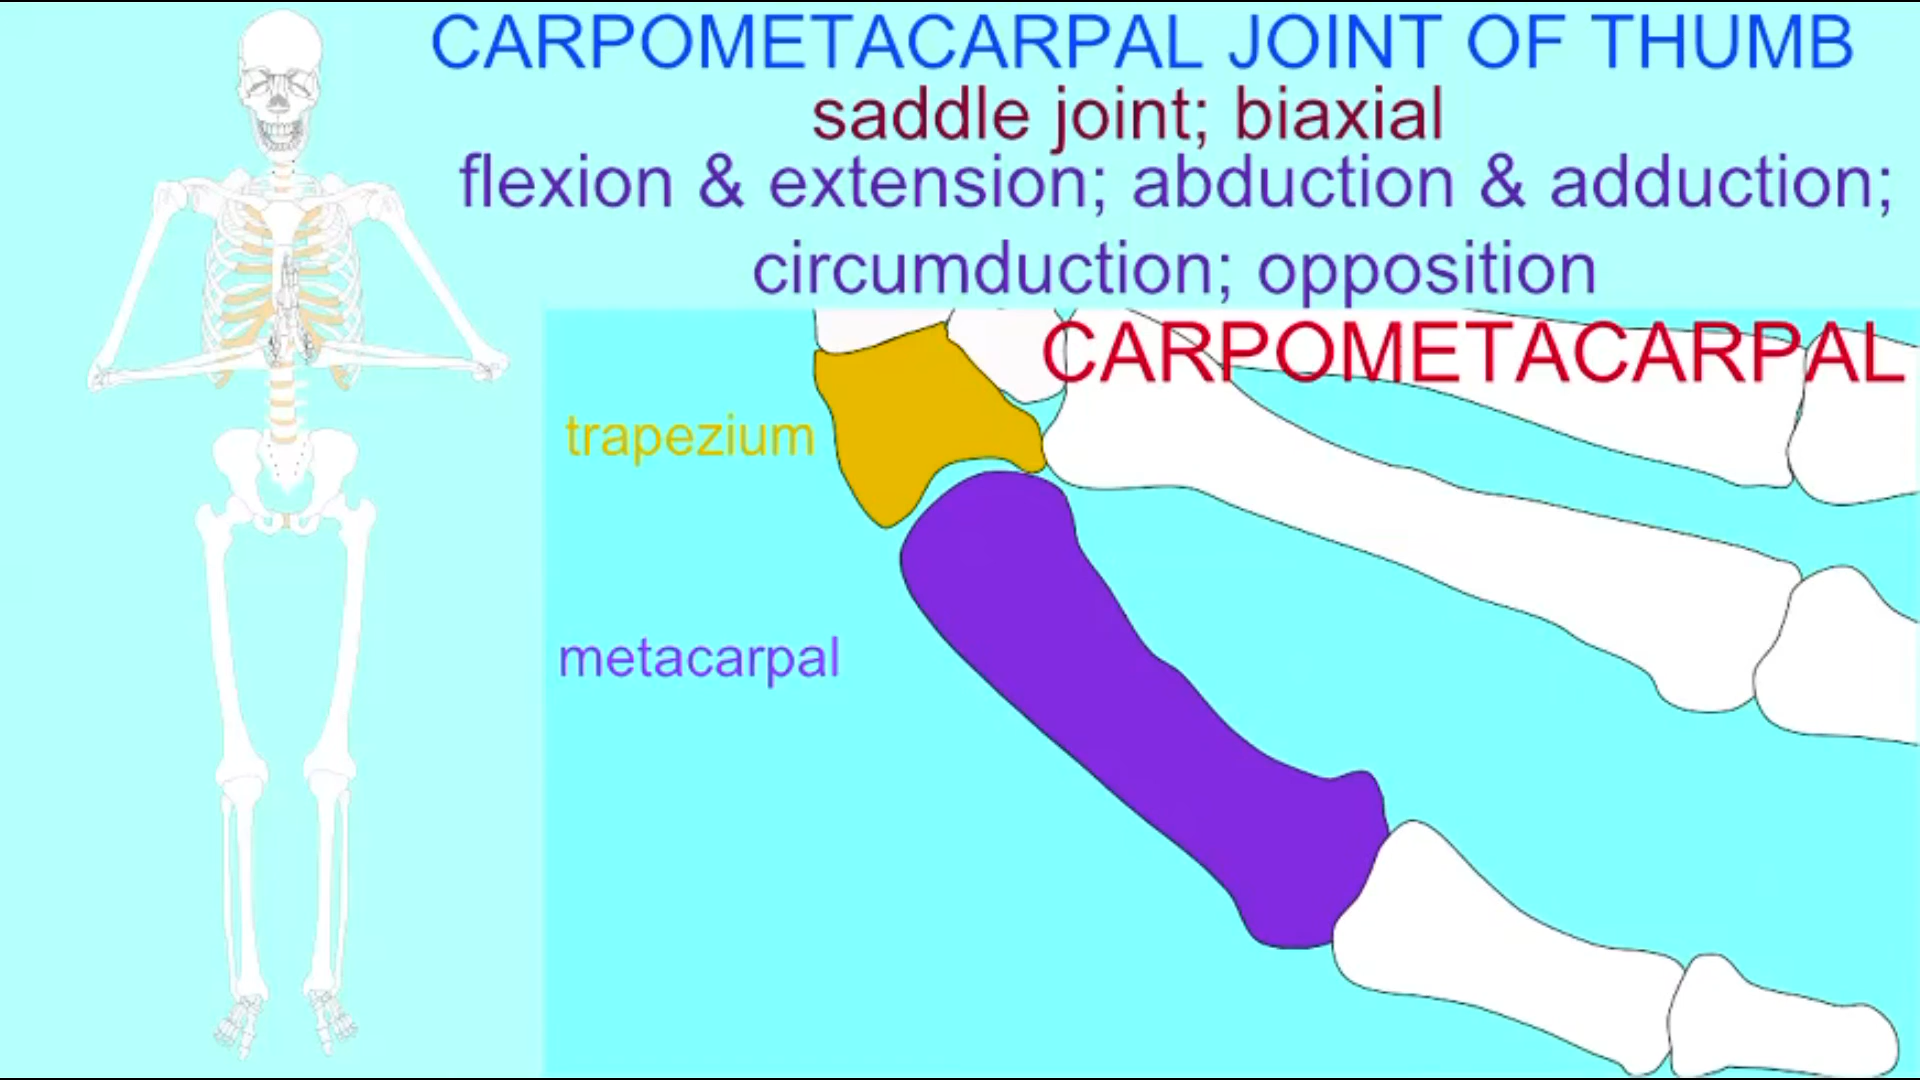 CARPOMETACARPAL JOINT OF THUMB
saddle joint; biaxial
flexion & extension; abduction & adduction;
circumduction; opposition
CARPOMETACARPAL
trapezium
metacarpal